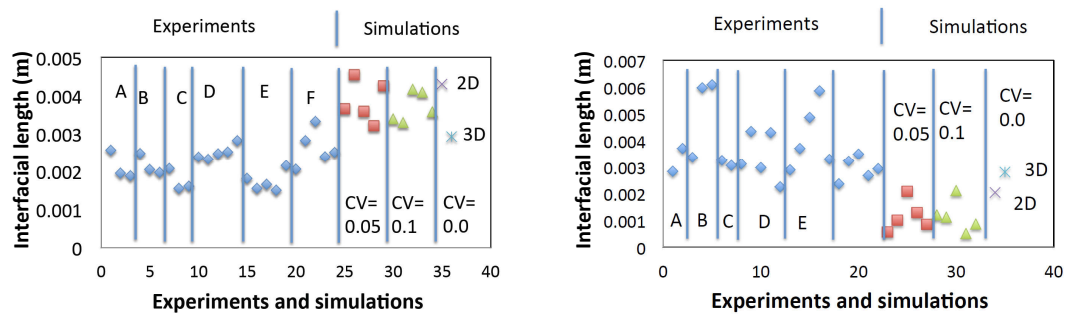 Experiments
Simulations
Interfacial length (m)
0.005
0.004
0.003
0.002
0.001
0
A
B
C
D
E
F
2D
3D
CV=
0.05
CV=
0.1
CV=
0.0
0
5
10
15
20
25
30
35
40
Experiments and simulations
Experiments
Simulations
Interfacial length (m)
0.007
0.006
0.005
0.004
0.003
0.002
0.001
0
CV=
0.05
CV=
0.1
CV=
0.0
3D
2D
A
B
C
D
E
0
10
20
30
40
Experiments and simulations